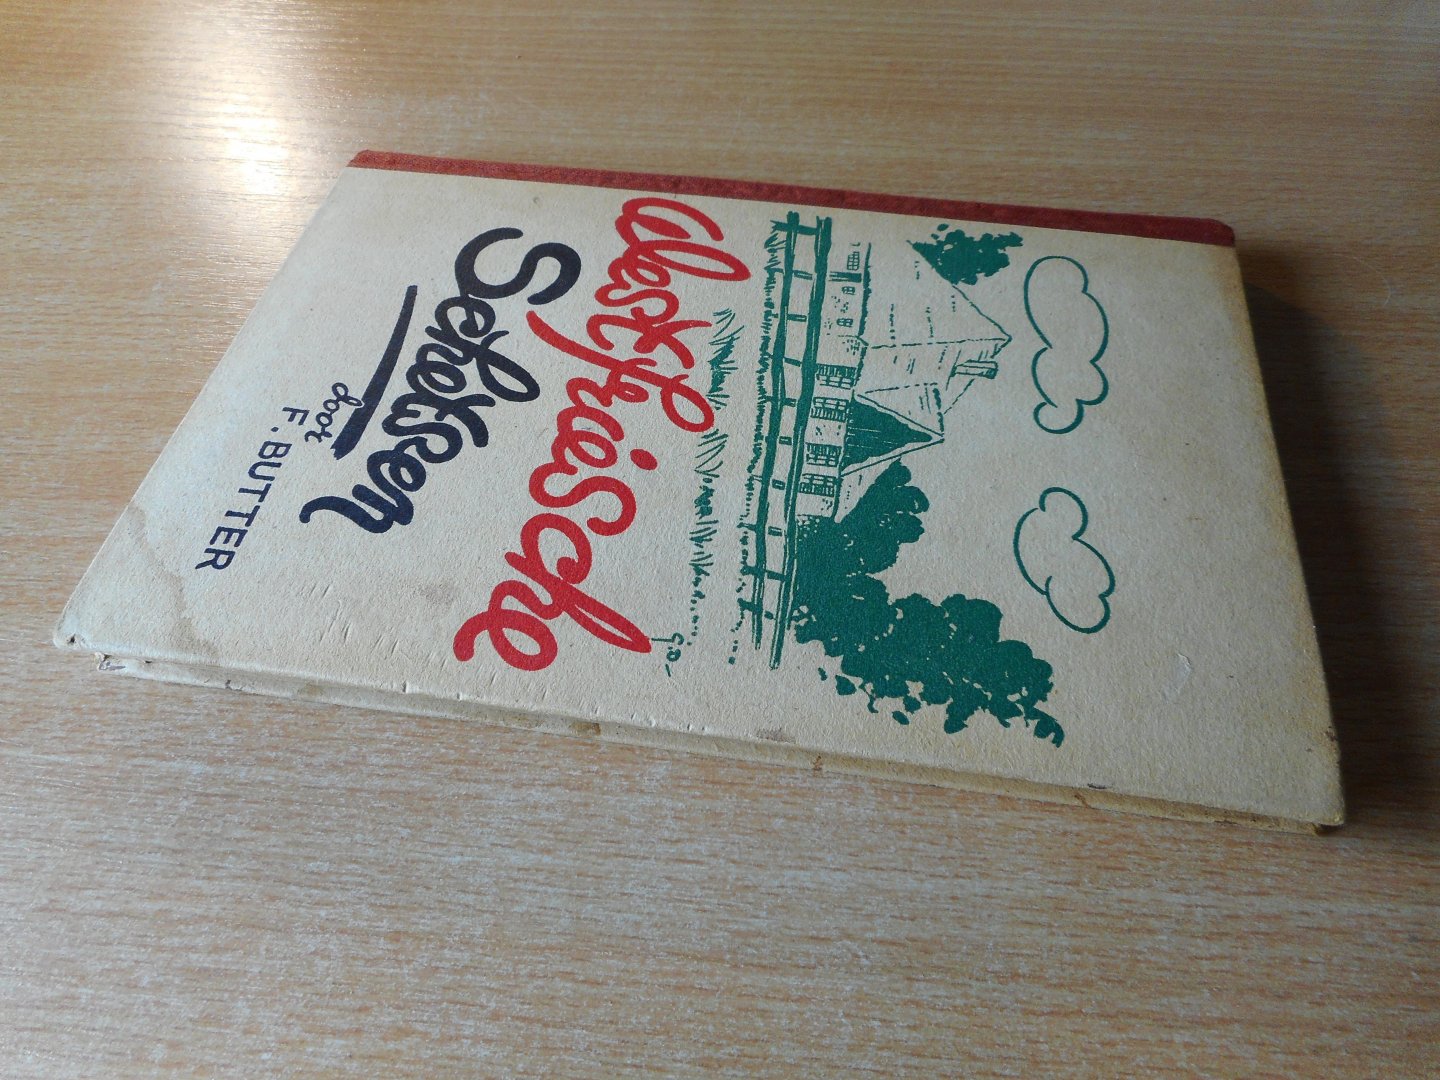 Westfriesche
Schetsen
door
F. BUTTER
G.D.